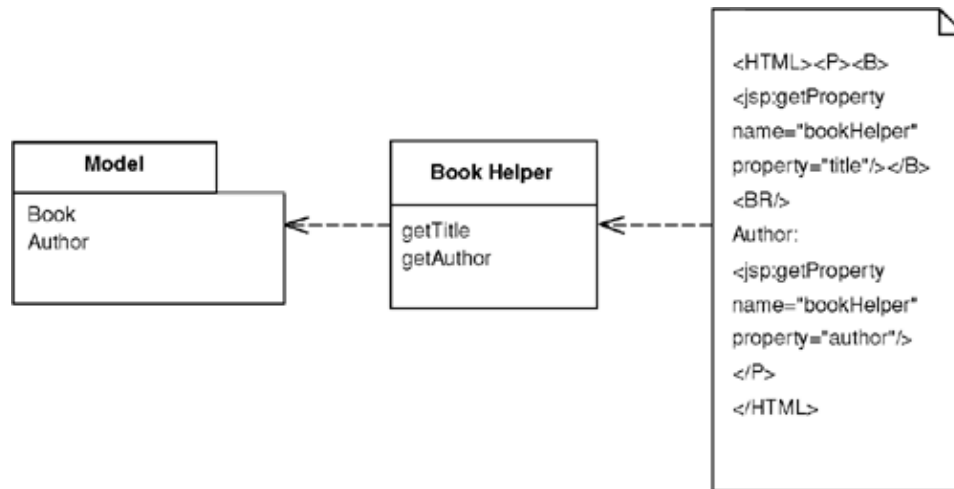 Model
Book
Author
Book Helper
getTitle
getAuthor
<HTML><P><B>
<jsp:getProperty
name="bookHelper"
property="title"/></B>
<BR/>
Author:
<jsp:getProperty
name="bookHelper"
property="author"/>
</P>
</HTML>